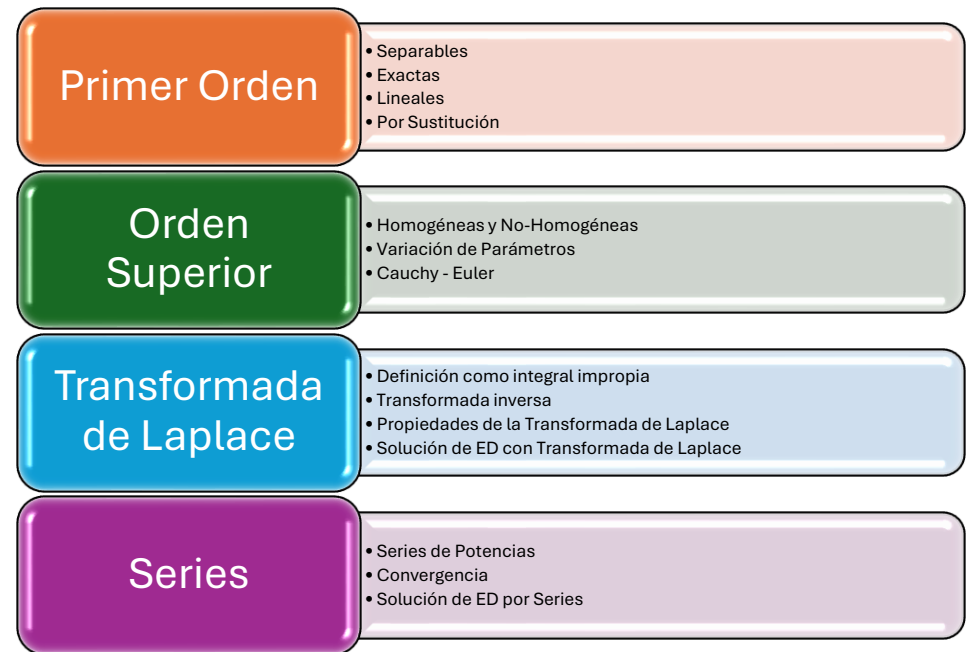 Primer Orden
• Separables
• Exactas
• Lineales
• Por Sustitución
Orden
Superior
• Homogéneas y No-Homogéneas
• Variación de Parámetros
• Cauchy - Euler
Transformada
de Laplace
• Definición como integral impropia
• Transformada inversa
• Propiedades de la Transformada de Laplace
• Solución de ED con Transformada de Laplace
Series
• Series de Potencias
• Convergencia
• Solución de ED por Series